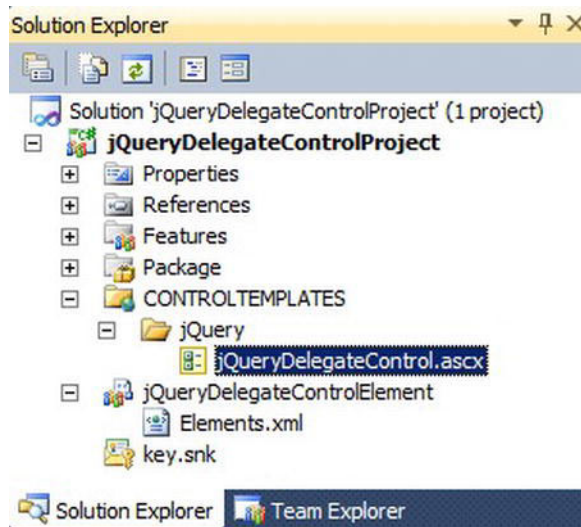 Solution Explorer
Solution 'jQueryDelegateControlProject' (1 project)
jQueryDelegateControlProject
Properties
References
Features
Package
CONTROLTEMPLATES
jQuery
jQueryDelegateControl.ascx
jQueryDelegateControlElement
Elements.xml
key.snk
Solution Explorer Team Explorer